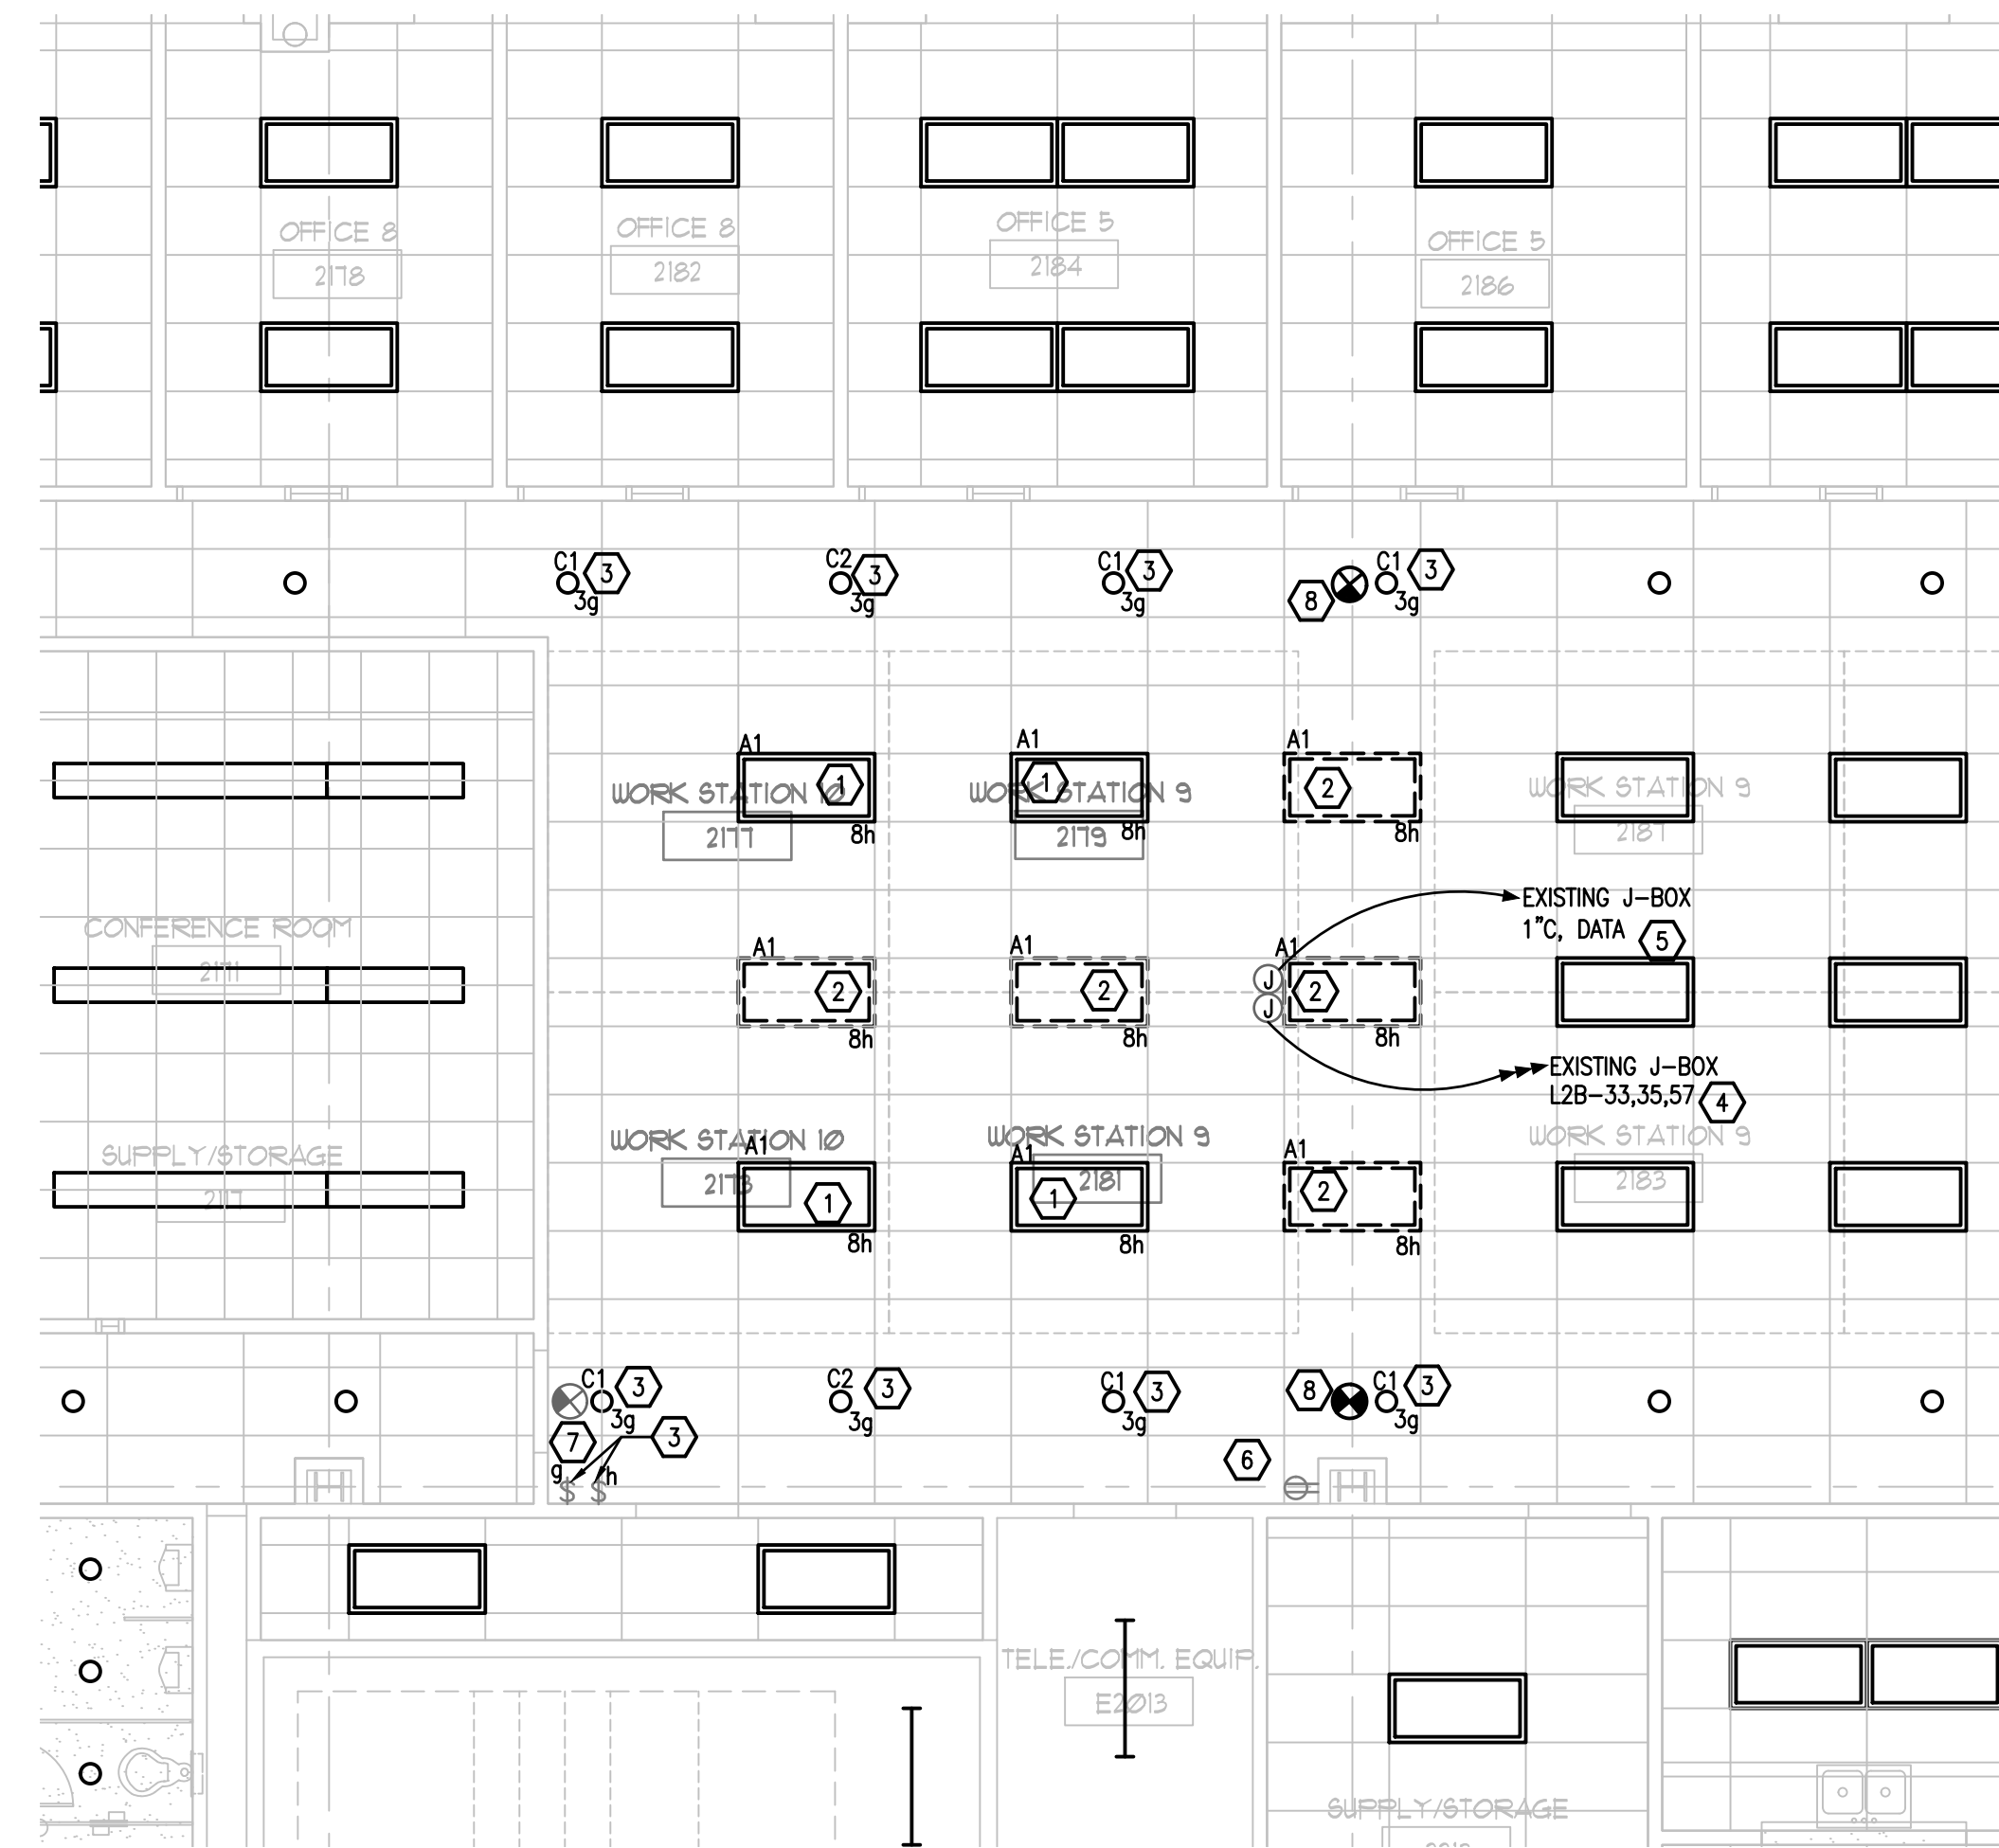 OFFICE 8
2178
OFFICE 8
2182
OFFICE 5
2184
OFFICE 5
2186
C1 3
3g
C2 3
3g
C1 3
3g
8
C1 3
3g
A1
1
8h
A1
1
8h
A1
2
8h
WORK STATION 10
2177
WORK STATION 9
2179
WORK STATION 9
2187
CONFERENCE ROOM
2171
A1
2
8h
A1
2
8h
A1
2
8h
J
J
EXISTING J-BOX
1"C, DATA 5
EXISTING J-BOX
L2B-33,35,57 4
SUPPLY/STORAGE
2117
WORK STATION 10
2173
A1
1
8h
WORK STATION 9
2181
A1
1
8h
A1
2
8h
WORK STATION 9
2183
C1 3
3g
7
3
g h
$ $
C2 3
3g
C1 3
3g
8
C1 3
3g
6
H
H
TELE./COMM. EQUIP.
E2013
SUPPLY/STORAGE